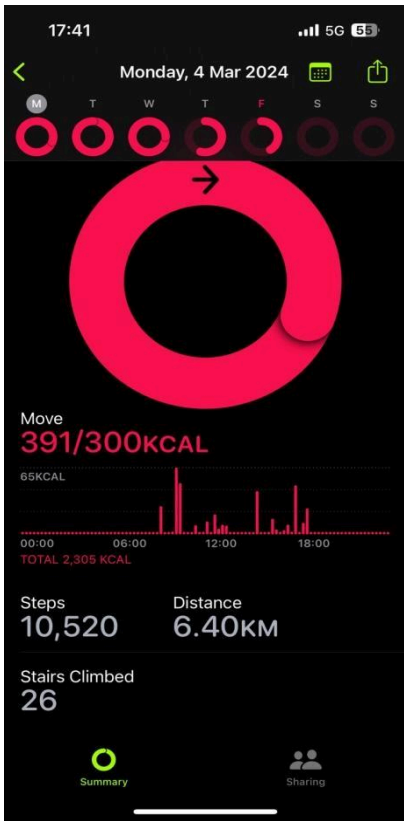 17:41 5G 55
Monday, 4 Mar 2024
M T W T F S S
Move
391/300KCAL
65KCAL
00:00 06:00 12:00 18:00
TOTAL 2,305 KCAL
Steps Distance
10,520 6.40KM
Stairs Climbed
26
Summary Sharing